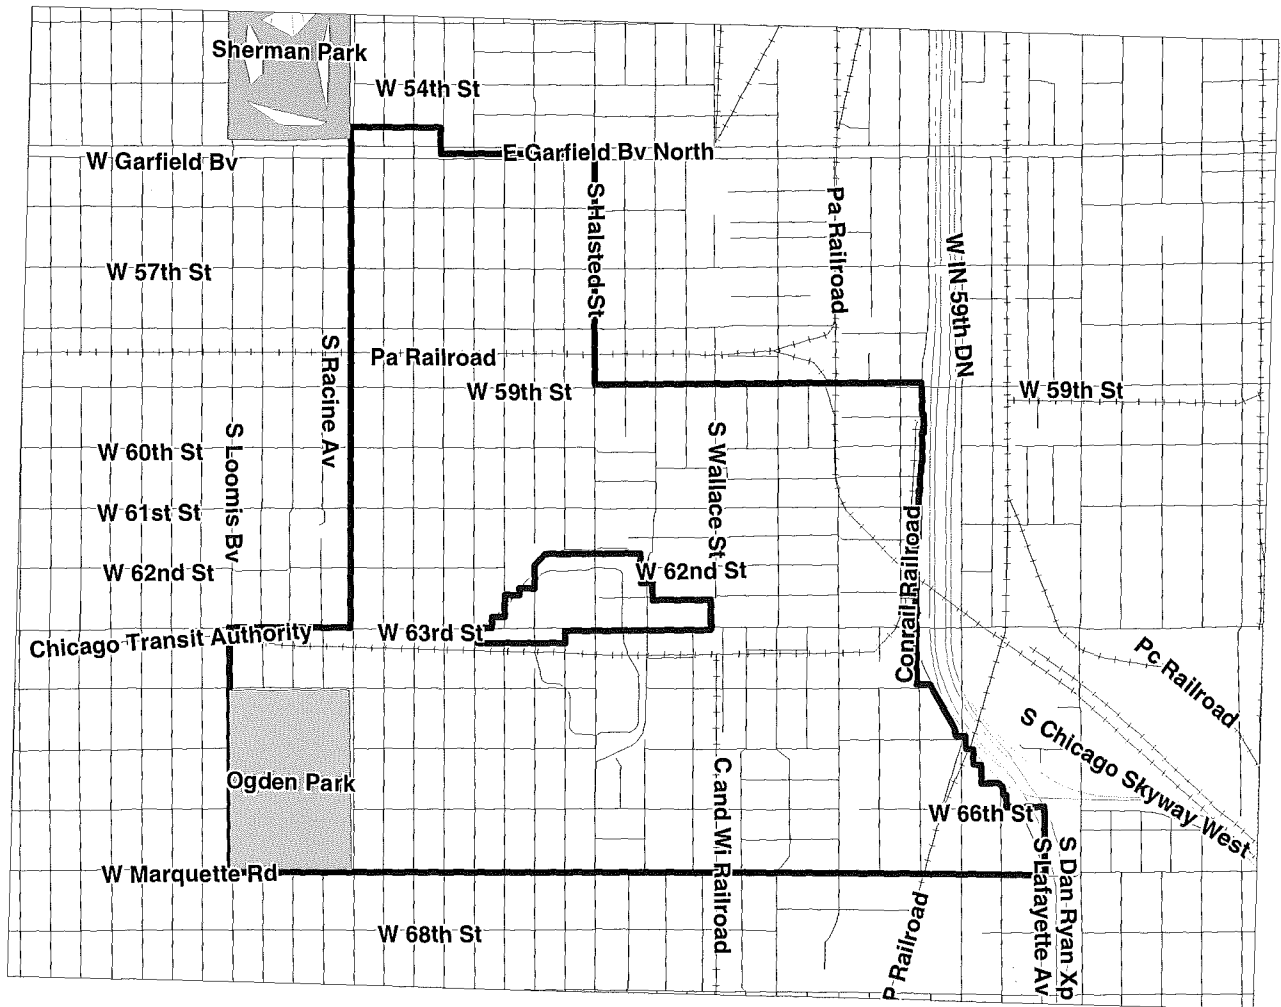 Sherman Park
W 54th St
E Garfield Bv North
W Garfield Bv
S Halsted St
Pa Railroad
W IN 59th DN
W 57th St
S Racine Av
Pa Railroad
W 59th St
W 59th St
S Loomis Bv
S Wallace St
W 60th St
W 61st St
Conrail Railroad
W 62nd St
W 62nd St
Chicago Transit Authority
W 63rd St
Pc Railroad
S Chicago Skyway West
Ogden Park
C and Wi Railroad
W 66th St
S Lafayette Av
S Dan Ryan Xp
W Marquette Rd
P Railroad
W 68th St